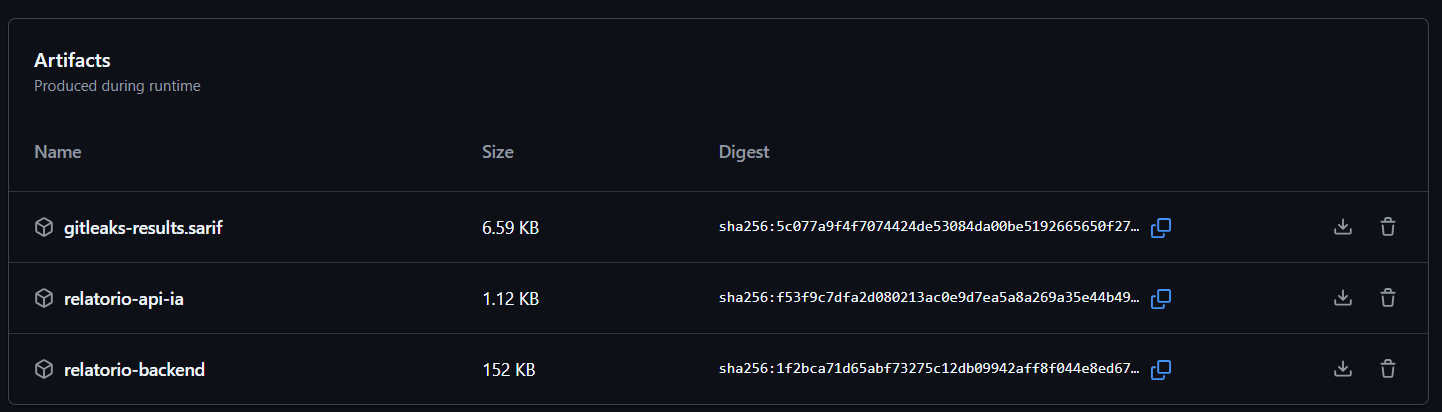 Artifacts
Produced during runtime
Name Size Digest
gitleaks-results.sarif 6.59 KB sha256:5c077a9f4f7074424de53084da00be5192665650f27…
relatorio-api-ia 1.12 KB sha256:f53f9c7dfa2d080213ac0e9d7ea5a8a269a35e44b49…
relatorio-backend 152 KB sha256:1f2bca71d65abf73275c12db09942aff8f044e8ed67…